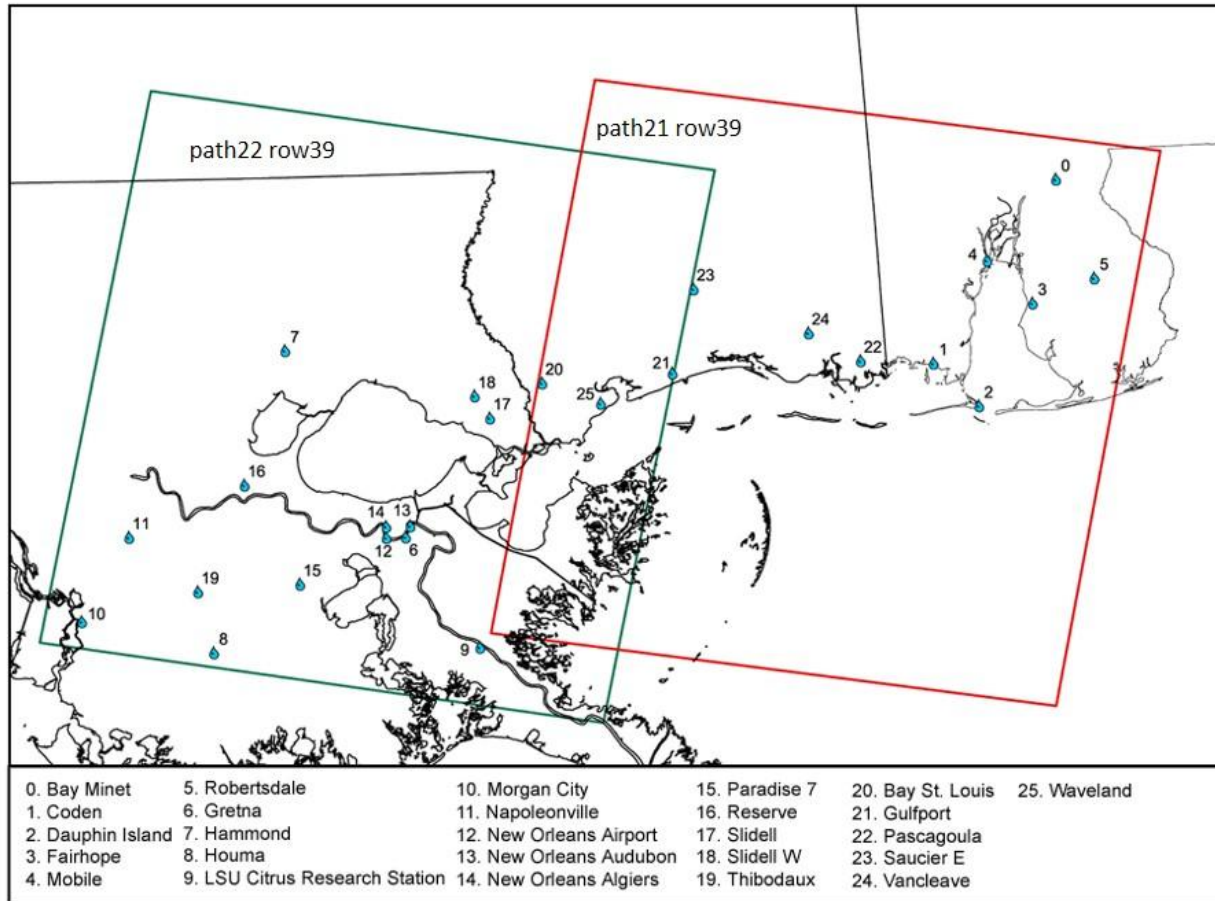 path22 row39
path21 row39
0
4
5
3
23
24
22
1
2
21
7
20
18
25
17
16
14
13
12
6
11
19
15
10
8
9
0. Bay Minet
1. Coden
2. Dauphin Island
3. Fairhope
4. Mobile
5. Robertsdale
6. Gretna
7. Hammond
8. Houma
9. LSU Citrus Research Station
10. Morgan City
11. Napoleonville
12. New Orleans Airport
13. New Orleans Audubon
14. New Orleans Algiers
15. Paradise 7
16. Reserve
17. Slidell
18. Slidell W
19. Thibodaux
20. Bay St. Louis
21. Gulfport
22. Pascagoula
23. Saucier E
24. Vancleave
25. Waveland